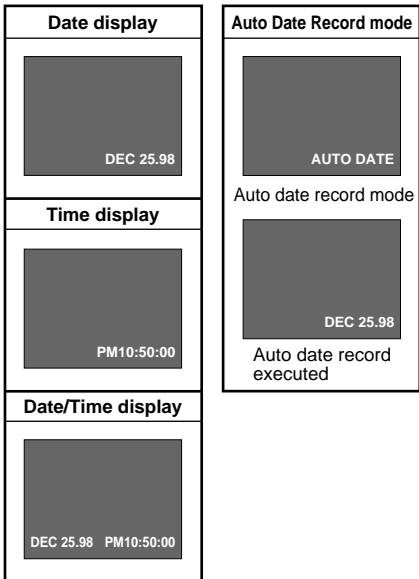 Date display
DEC 25.98
Time display
PM10:50:00
Date/Time display
DEC 25.98 PM10:50:00
Auto Date Record mode
AUTO DATE
Auto date record mode
DEC 25.98
Auto date record
executed